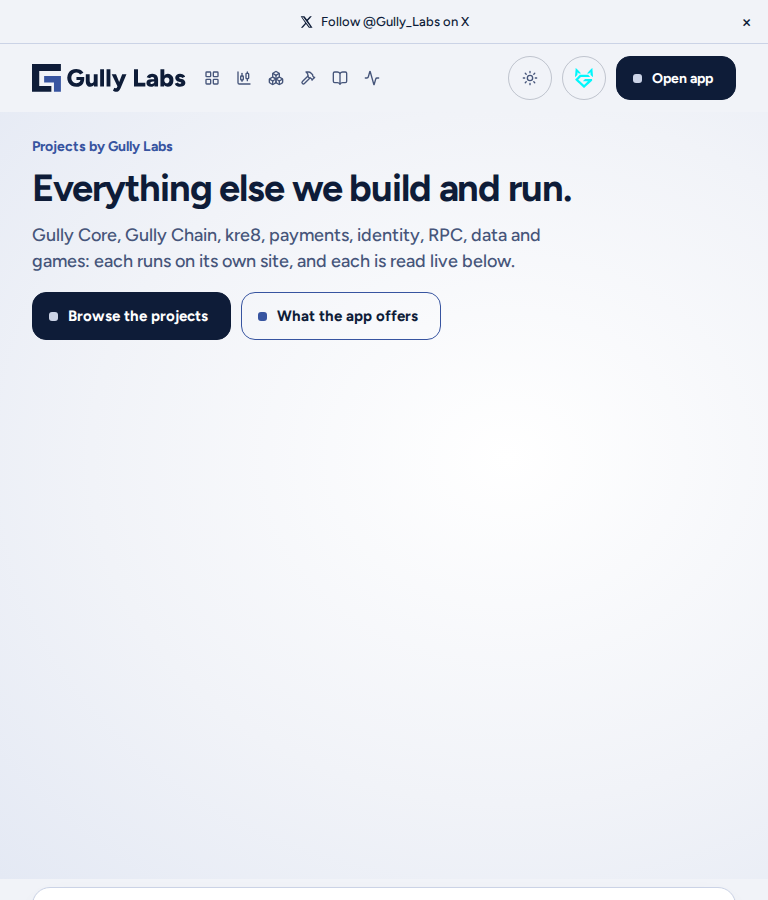 Follow @Gully_Labs on X
×
Gully Labs
Open app
Projects by Gully Labs
Everything else we build and run.
Gully Core, Gully Chain, kre8, payments, identity, RPC, data and
games: each runs on its own site, and each is read live below.
Browse the projects
What the app offers